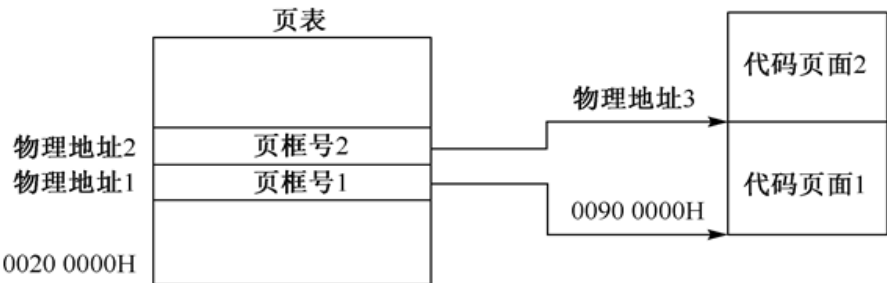 页表
代码页面2
物理地址3
物理地址2
页框号2
物理地址1
页框号1
代码页面1
0090 0000H
0020 0000H